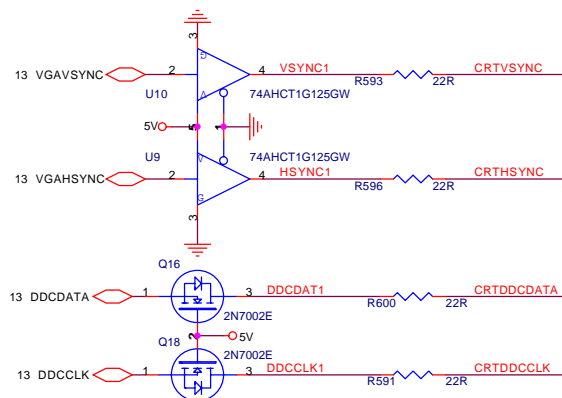 3
G
13 VGAVSYNC 2 4 VSYNC1 CRTVSYNC
R593 22R
A
U10 74AHCT1G125GW
5V 5 1
U9 74AHCT1G125GW
V
13 VGAHSYNC 2 4 HSYNC1 CRTHSYNC
R596 22R
G
3
Q16
13 DDCDATA 1 3 DDCDAT1 CRTDDCDATA
R600 22R
2N7002E
2 5V
Q18 2N7002E
13 DDCCLK 1 3 DDCCLK1 CRTDDCCLK
R591 22R